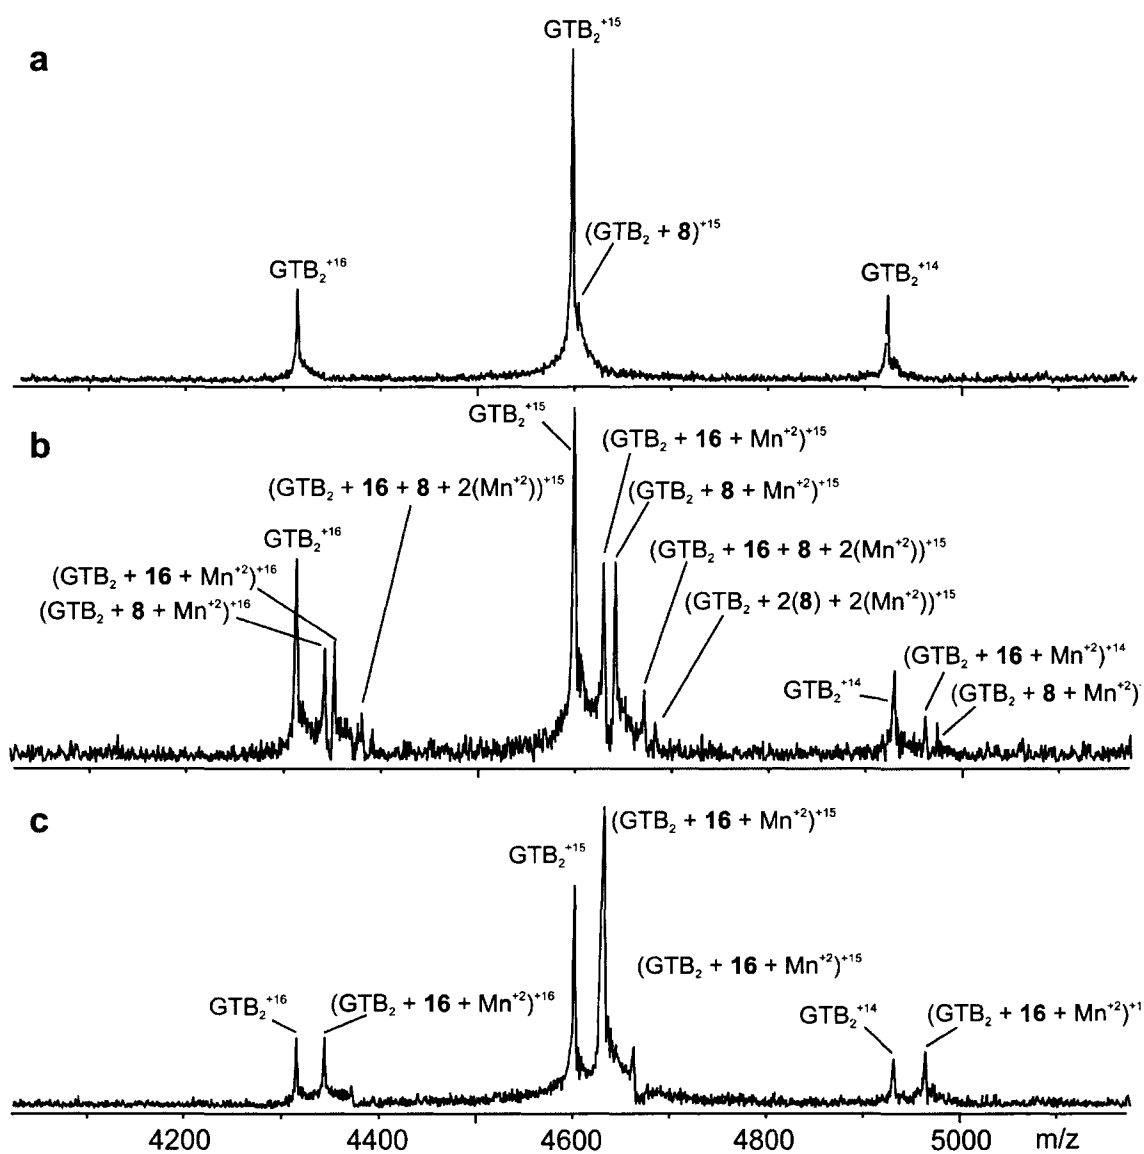 a
GTB₂⁺¹⁵
(GTB₂ + 8)⁺¹⁵
GTB₂⁺¹⁶
GTB₂⁺¹⁴
b
GTB₂⁺¹⁵
(GTB₂ + 16 + Mn⁺²)⁺¹⁵
(GTB₂ + 16 + 8 + 2(Mn⁺²))⁺¹⁵
(GTB₂ + 8 + Mn⁺²)⁺¹⁵
GTB₂⁺¹⁶
(GTB₂ + 16 + 8 + 2(Mn⁺²))⁺¹⁵
(GTB₂ + 16 + Mn⁺²)⁺¹⁶
(GTB₂ + 8 + Mn⁺²)⁺¹⁶
(GTB₂ + 2(8) + 2(Mn⁺²))⁺¹⁵
(GTB₂ + 16 + Mn⁺²)⁺¹⁴
GTB₂⁺¹⁴
(GTB₂ + 8 + Mn⁺²)
c
(GTB₂ + 16 + Mn⁺²)⁺¹⁵
GTB₂⁺¹⁵
(GTB₂ + 16 + Mn⁺²)⁺¹⁵
GTB₂⁺¹⁶
(GTB₂ + 16 + Mn⁺²)⁺¹⁶
GTB₂⁺¹⁴
(GTB₂ + 16 + Mn⁺²)⁺¹
4200 4400 4600 4800 5000 m/z